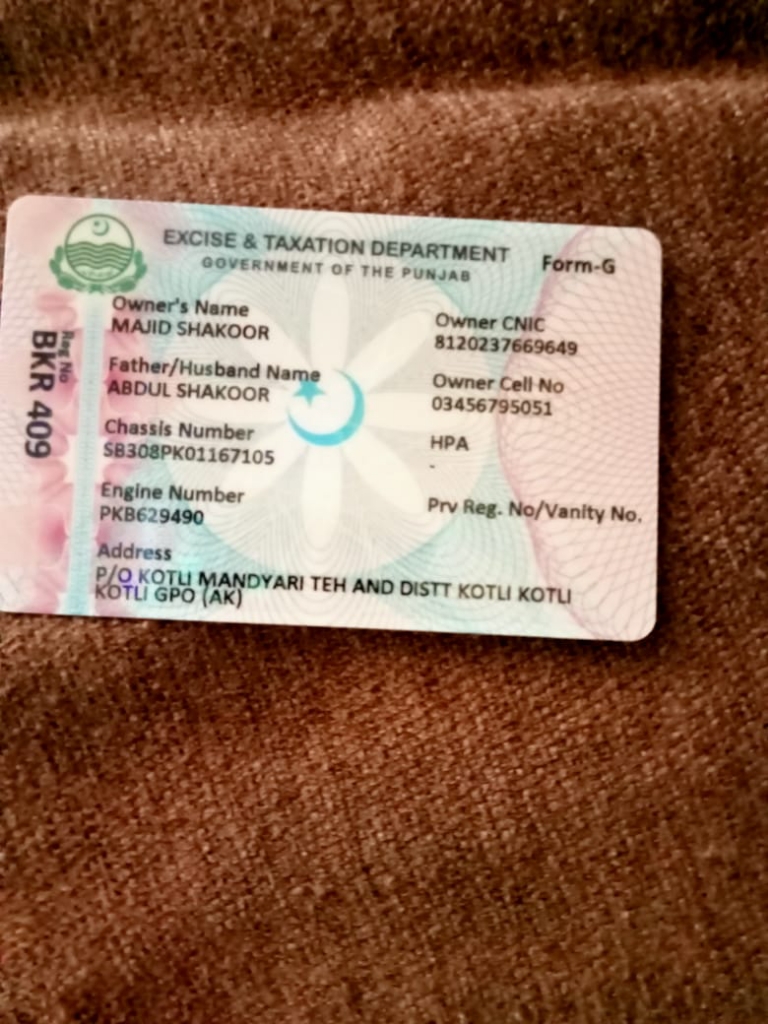 EXCISE & TAXATION DEPARTMENT
GOVERNMENT OF THE PUNJAB
Form-G
Reg No
BKR 409
Owner's Name
MAJID SHAKOOR
Owner CNIC
8120237669649
Father/Husband Name
ABDUL SHAKOOR
Owner Cell No
03456795051
Chassis Number
SB308PK01167105
HPA
-
Engine Number
PKB629490
Prv Reg. No/Vanity No.
Address
P/O KOTLI MANDYARI TEH AND DISTT KOTLI KOTLI
KOTLI GPO (AK)